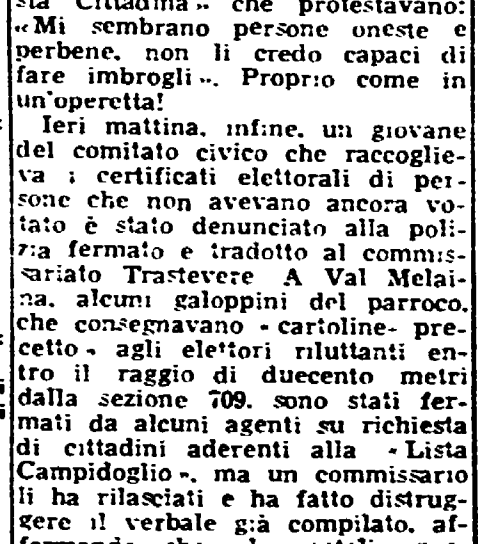 sta Cittadina» che protestavano:
«Mi sembrano persone oneste e
perbene, non li credo capaci di
fare imbrogli». Proprio come in
un'operetta!
Ieri mattina, infine, un giovane
del comitato civico che raccoglie-
va i certificati elettorali di per-
sone che non avevano ancora vo-
tato è stato denunciato alla poli-
zia fermato e tradotto al commis-
sariato Trastevere A Val Melai-
na, alcuni galoppini del parroco,
che consegnavano «cartoline-pre-
cetto» agli elettori riluttanti en-
tro il raggio di duecento metri
dalla sezione 709, sono stati fer-
mati da alcuni agenti su richiesta
di cittadini aderenti alla «Lista
Campidoglio», ma un commissario
li ha rilasciati e ha fatto distrug-
gere il verbale già compilato, af-